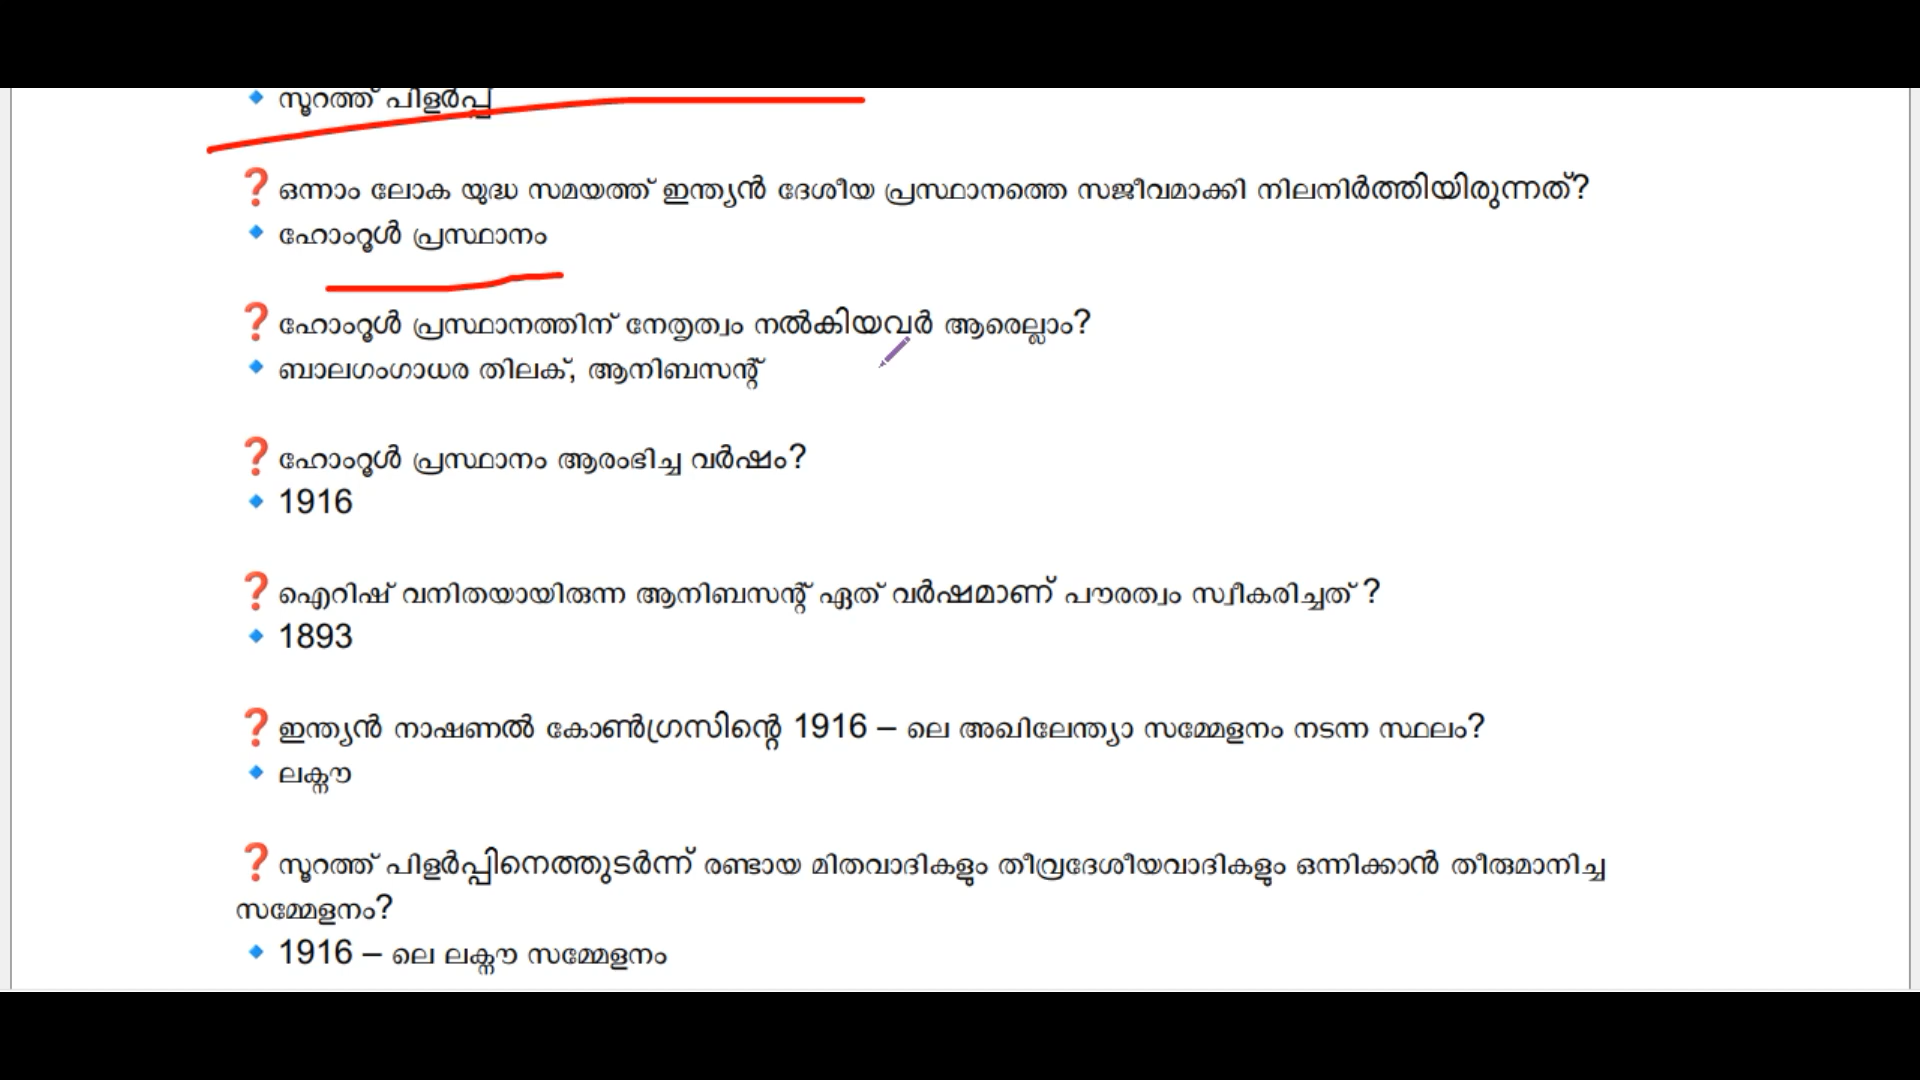 🔹 സൂറത്ത് പിളർപ്പ്
❓ഒന്നാം ലോക യുദ്ധ സമയത്ത് ഇന്ത്യൻ ദേശീയ പ്രസ്ഥാനത്തെ സജീവമാക്കി നിലനിർത്തിയിരുന്നത്?
🔹 ഹോംറൂൾ പ്രസ്ഥാനം
❓ഹോംറൂൾ പ്രസ്ഥാനത്തിന് നേതൃത്വം നൽകിയവർ ആരെല്ലാം?
🔹 ബാലഗംഗാധര തിലക്, ആനിബസന്റ്
❓ഹോംറൂൾ പ്രസ്ഥാനം ആരംഭിച്ച വർഷം?
🔹 1916
❓ഐറിഷ് വനിതയായിരുന്ന ആനിബസന്റ് ഏത് വർഷമാണ് പൗരത്വം സ്വീകരിച്ചത് ?
🔹 1893
❓ഇന്ത്യൻ നാഷണൽ കോൺഗ്രസിന്റെ 1916 – ലെ അഖിലേന്ത്യാ സമ്മേളനം നടന്ന സ്ഥലം?
🔹 ലക്നൗ
❓സൂറത്ത് പിളർപ്പിനെത്തുടർന്ന് രണ്ടായ മിതവാദികളും തീവ്രദേശീയവാദികളും ഒന്നിക്കാൻ തീരുമാനിച്ച
സമ്മേളനം?
🔹 1916 – ലെ ലക്നൗ സമ്മേളനം